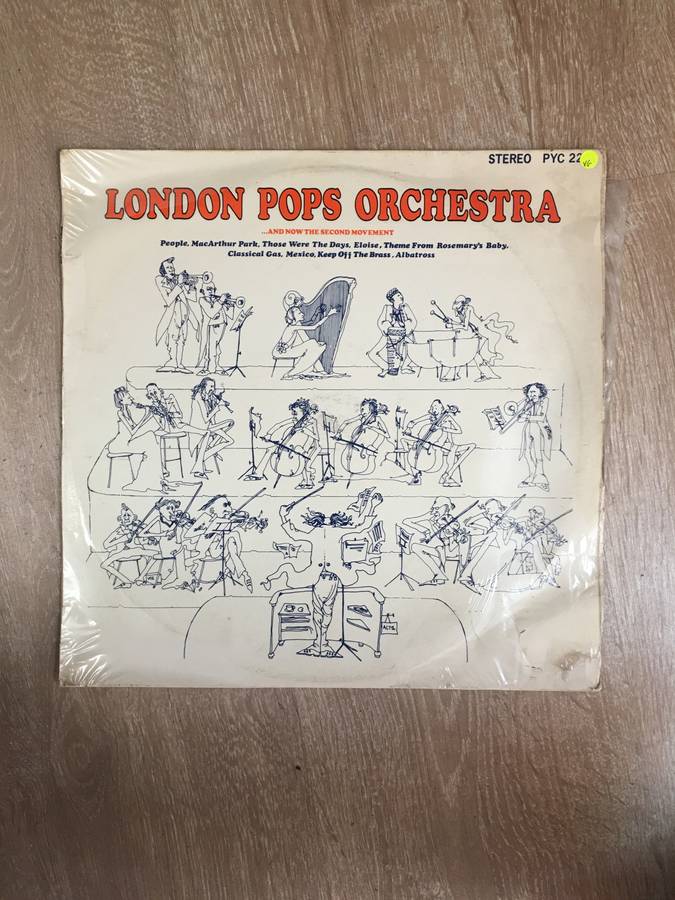 STEREO PYC 22
VG-
LONDON POPS ORCHESTRA
...AND NOW THE SECOND MOVEMENT
People, MacArthur Park, Those Were The Days, Eloise, Theme From Rosemary's Baby,
Classical Gas, Mexico, Keep Off The Brass, Albatross